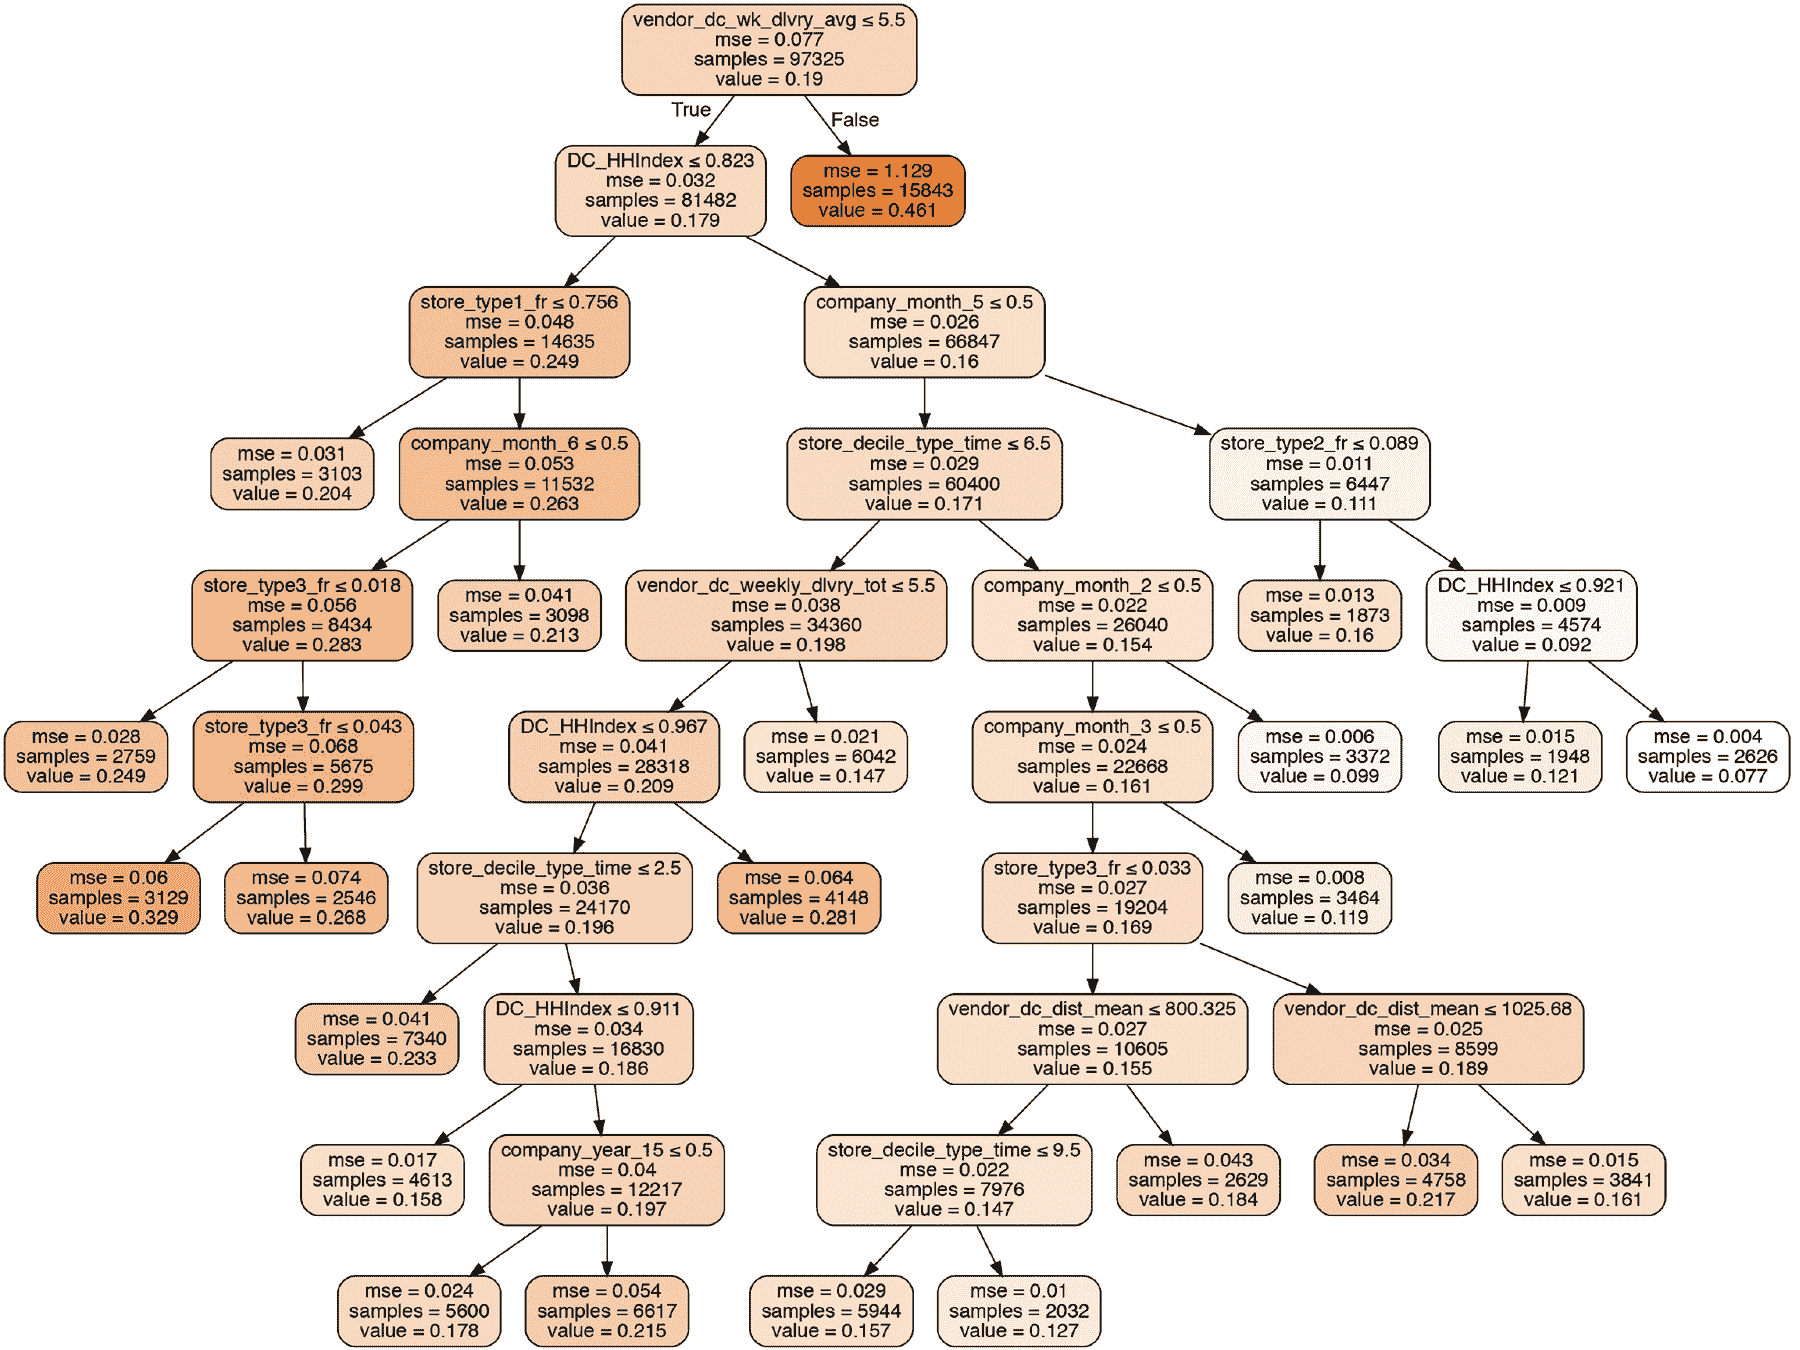 vendor_dc_wk_dlvry_avg ≤ 5.5
mse = 0.077
samples = 97325
value = 0.19
True
False
DC_HHIndex ≤ 0.823
mse = 0.032
samples = 81482
value = 0.179
mse = 1.129
samples = 15843
value = 0.461
store_type1_fr ≤ 0.756
mse = 0.048
samples = 14635
value = 0.249
company_month_5 ≤ 0.5
mse = 0.026
samples = 66847
value = 0.16
mse = 0.031
samples = 3103
value = 0.204
company_month_6 ≤ 0.5
mse = 0.053
samples = 11532
value = 0.263
store_decile_type_time ≤ 6.5
mse = 0.029
samples = 60400
value = 0.171
store_type2_fr ≤ 0.089
mse = 0.011
samples = 6447
value = 0.111
store_type3_fr ≤ 0.018
mse = 0.056
samples = 8434
value = 0.283
mse = 0.041
samples = 3098
value = 0.213
vendor_dc_weekly_dlvry_tot ≤ 5.5
mse = 0.038
samples = 34360
value = 0.198
company_month_2 ≤ 0.5
mse = 0.022
samples = 26040
value = 0.154
mse = 0.013
samples = 1873
value = 0.16
DC_HHIndex ≤ 0.921
mse = 0.009
samples = 4574
value = 0.092
mse = 0.028
samples = 2759
value = 0.249
store_type3_fr ≤ 0.043
mse = 0.068
samples = 5675
value = 0.299
DC_HHIndex ≤ 0.967
mse = 0.041
samples = 28318
value = 0.209
mse = 0.021
samples = 6042
value = 0.147
company_month_3 ≤ 0.5
mse = 0.024
samples = 22668
value = 0.161
mse = 0.006
samples = 3372
value = 0.099
mse = 0.015
samples = 1948
value = 0.121
mse = 0.004
samples = 2626
value = 0.077
mse = 0.06
samples = 3129
value = 0.329
mse = 0.074
samples = 2546
value = 0.268
store_decile_type_time ≤ 2.5
mse = 0.036
samples = 24170
value = 0.196
mse = 0.064
samples = 4148
value = 0.281
store_type3_fr ≤ 0.033
mse = 0.027
samples = 19204
value = 0.169
mse = 0.008
samples = 3464
value = 0.119
mse = 0.041
samples = 7340
value = 0.233
DC_HHIndex ≤ 0.911
mse = 0.034
samples = 16830
value = 0.186
vendor_dc_dist_mean ≤ 800.325
mse = 0.027
samples = 10605
value = 0.155
vendor_dc_dist_mean ≤ 1025.68
mse = 0.025
samples = 8599
value = 0.189
mse = 0.017
samples = 4613
value = 0.158
company_year_15 ≤ 0.5
mse = 0.04
samples = 12217
value = 0.197
store_decile_type_time ≤ 9.5
mse = 0.022
samples = 7976
value = 0.147
mse = 0.043
samples = 2629
value = 0.184
mse = 0.034
samples = 4758
value = 0.217
mse = 0.015
samples = 3841
value = 0.161
mse = 0.024
samples = 5600
value = 0.178
mse = 0.054
samples = 6617
value = 0.215
mse = 0.029
samples = 5944
value = 0.157
mse = 0.01
samples = 2032
value = 0.127